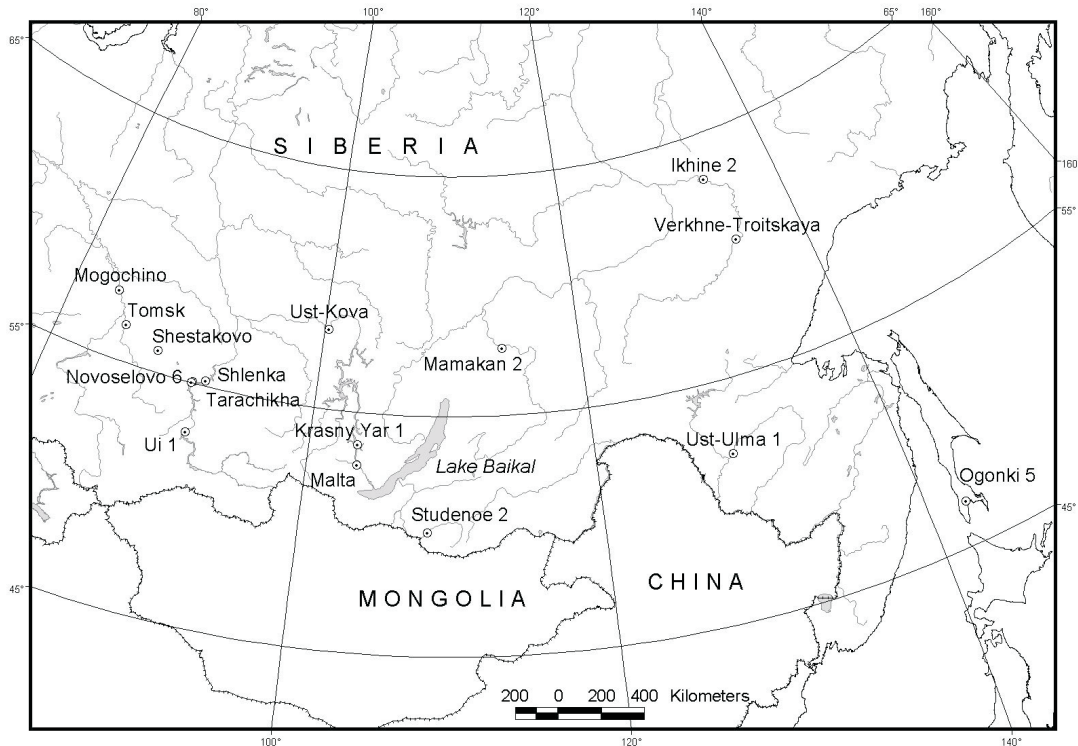 80° 100° 120° 140° 65° 160°
65°
SIBERIA
Ikhine 2
160°
Verkhne-Troitskaya
55°
Mogochino
Tomsk
Ust-Kova
55°
Shestakovo
Mamakan 2
Novoselovo 6
Shlenka
Tarachikha
Krasny Yar 1
Ui 1
Ust-Ulma 1
Lake Baikal
Malta
Ogonki 5
45°
Studenoe 2
CHINA
45°
MONGOLIA
200 0 200 400 Kilometers
100° 120° 140°